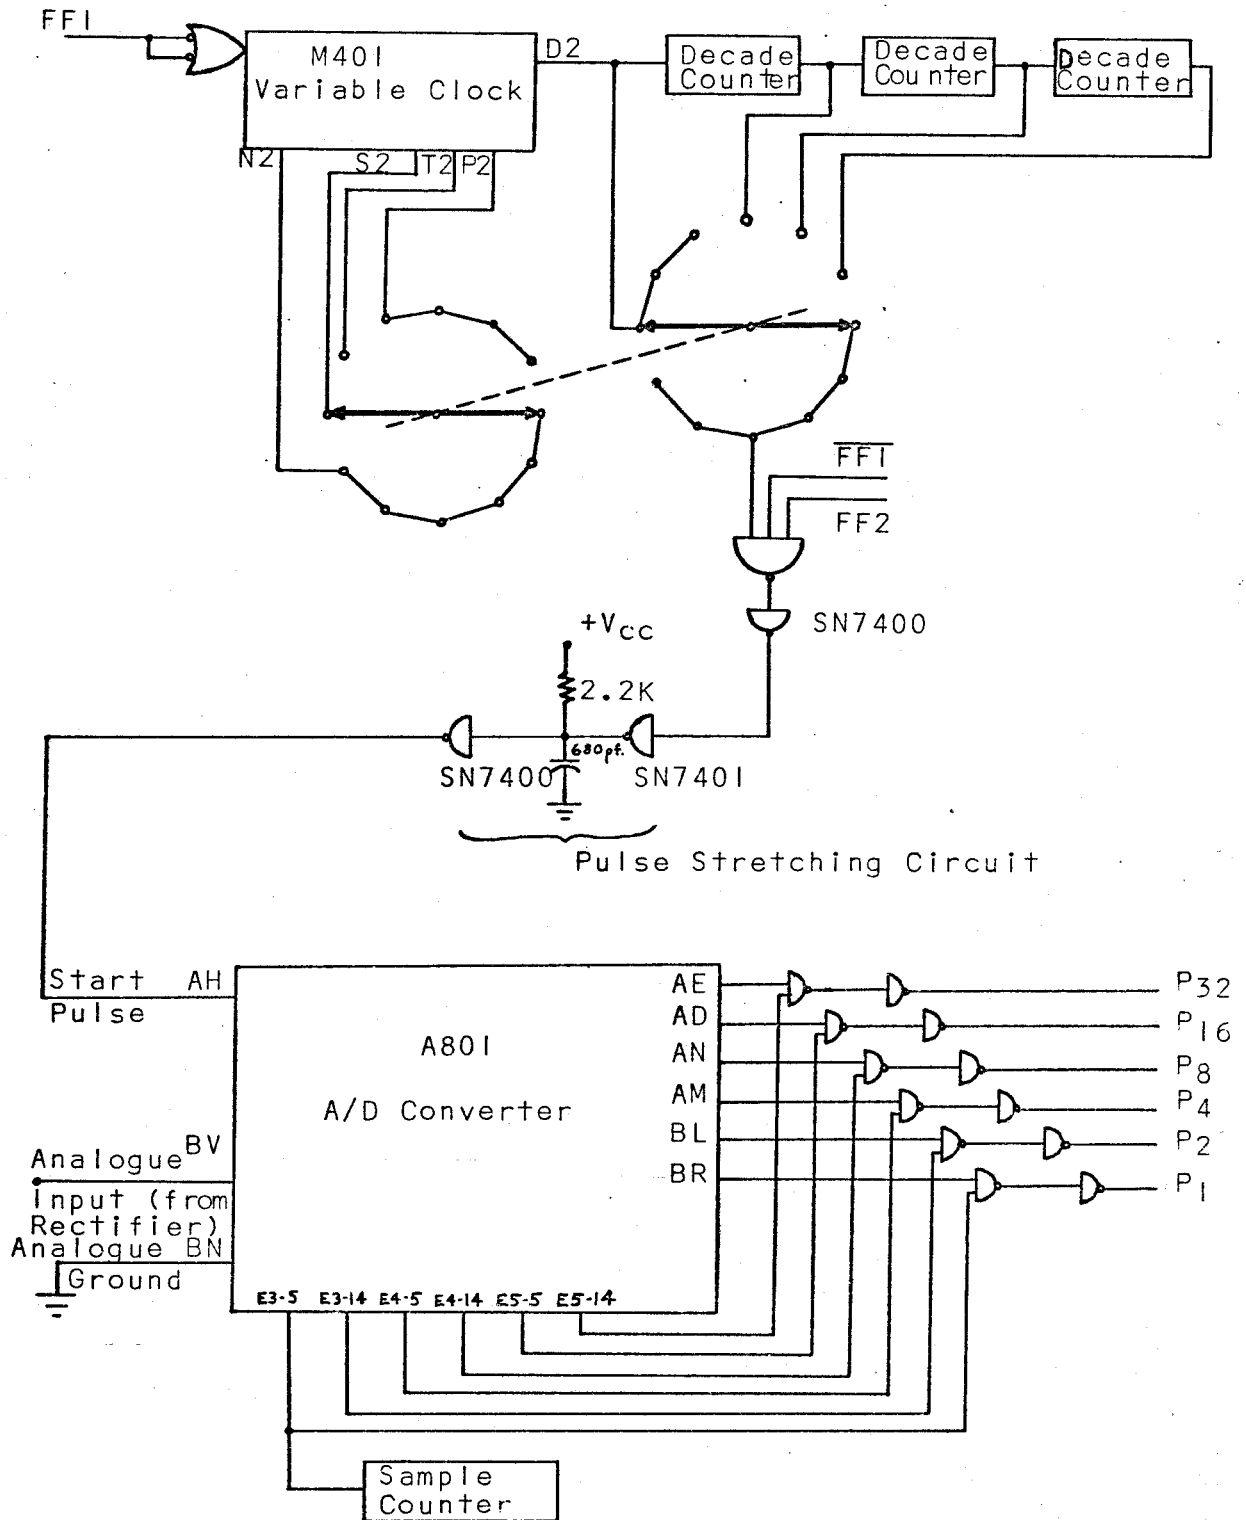 FF1
M401
Variable Clock
D2
Decade
Counter
Decade
Counter
Decade
Counter
N2
S2
T2
P2
FF1
FF2
SN7400
+Vcc
2.2K
680pf.
SN7400
SN7401
Pulse Stretching Circuit
Start AH
Pulse
A801
A/D Converter
AE
AD
AN
AM
BL
BR
P32
P16
P8
P4
P2
P1
Analogue BV
Input (from
Rectifier)
Analogue BN
Ground
E3-5 E3-14 E4-5 E4-14 E5-5 E5-14
Sample
Counter